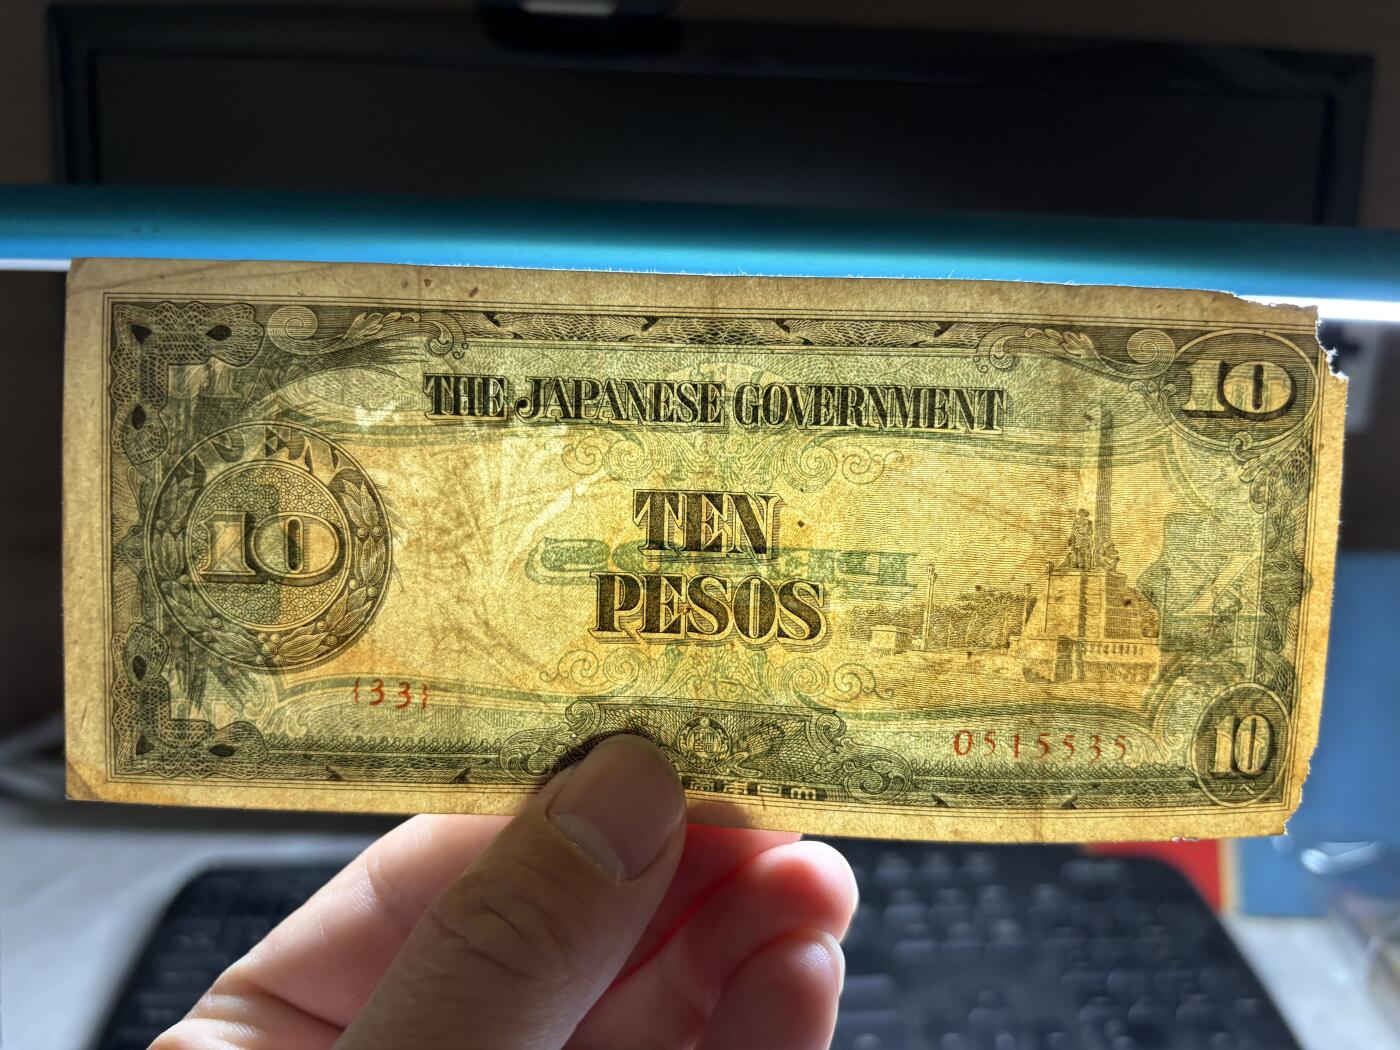 10
THE JAPANESE GOVERNMENT
10
TEN
PESOS
{33}
0515535
10